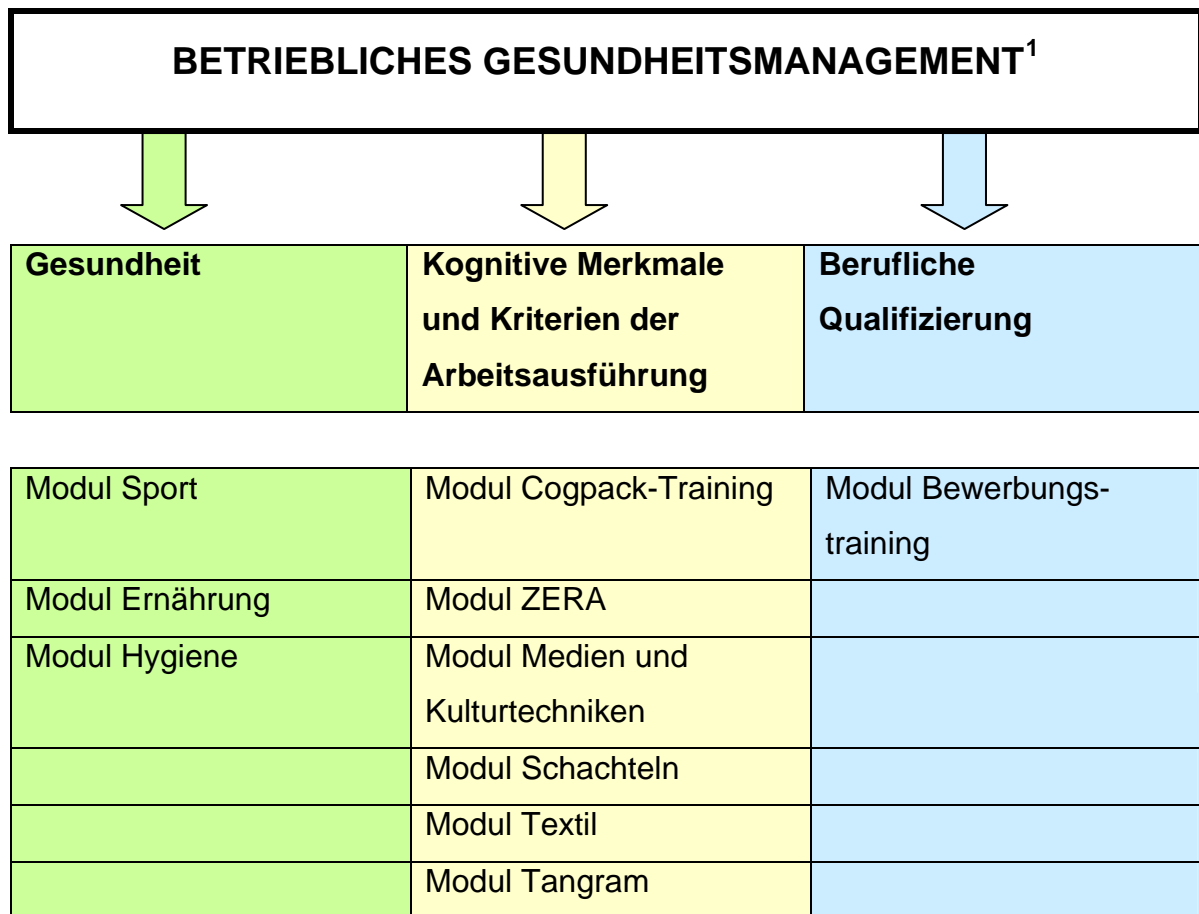 BETRIEBLICHES GESUNDHEITSMANAGEMENT¹
Gesundheit
Kognitive Merkmale
und Kriterien der
Arbeitsausführung
Berufliche
Qualifizierung
Modul Sport
Modul Cogpack-Training
Modul Bewerbungs-
training
Modul Ernährung
Modul ZERA
Modul Hygiene
Modul Medien und
Kulturtechniken
Modul Schachteln
Modul Textil
Modul Tangram